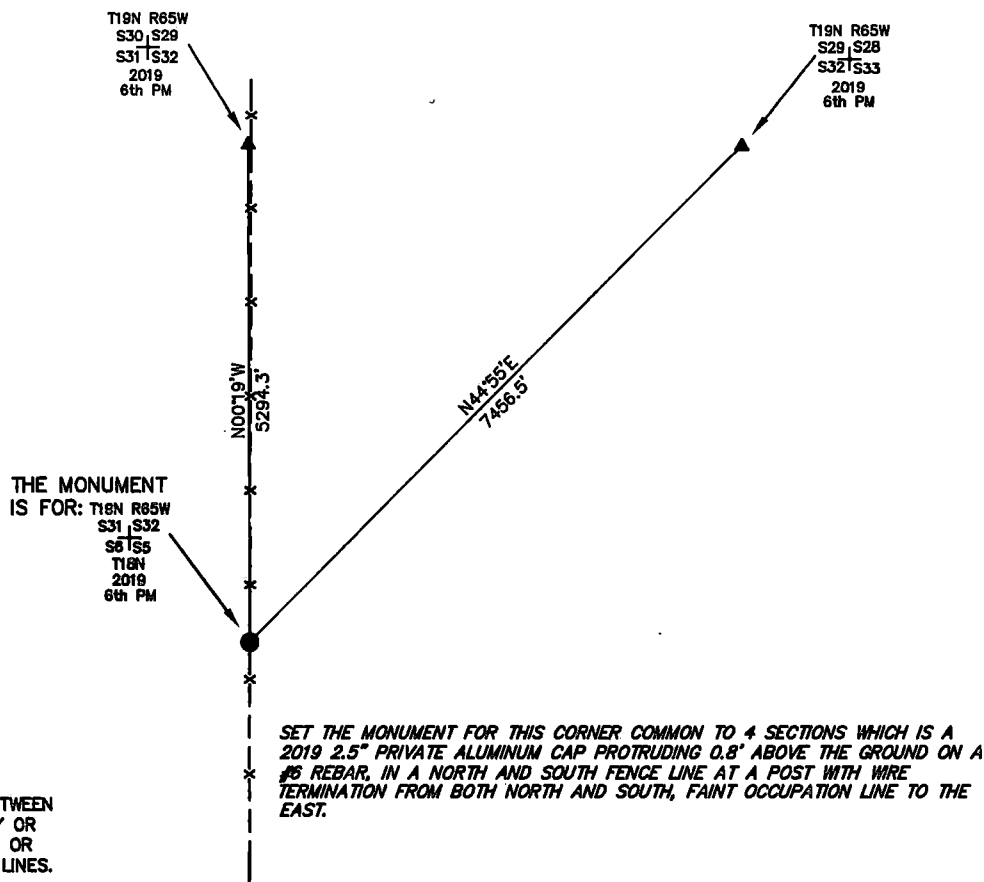 T19N R65W
S30 S29
S31 S32
2019
6th PM
T19N R65W
S29 S28
S32 S33
2019
6th PM
N00°19'W
5294.3'
N44°55'E
7456.5'
THE MONUMENT
IS FOR: T19N R65W
S31 S32
S6 S5
T18N
2019
6th PM
SET THE MONUMENT FOR THIS CORNER COMMON TO 4 SECTIONS WHICH IS A
2019 2.5" PRIVATE ALUMINUM CAP PROTRUDING 0.8' ABOVE THE GROUND ON A
#6 REBAR, IN A NORTH AND SOUTH FENCE LINE AT A POST WITH WIRE
TERMINATION FROM BOTH NORTH AND SOUTH, FAINT OCCUPATION LINE TO THE
EAST.
TWEEN
OR
OR
LINES.